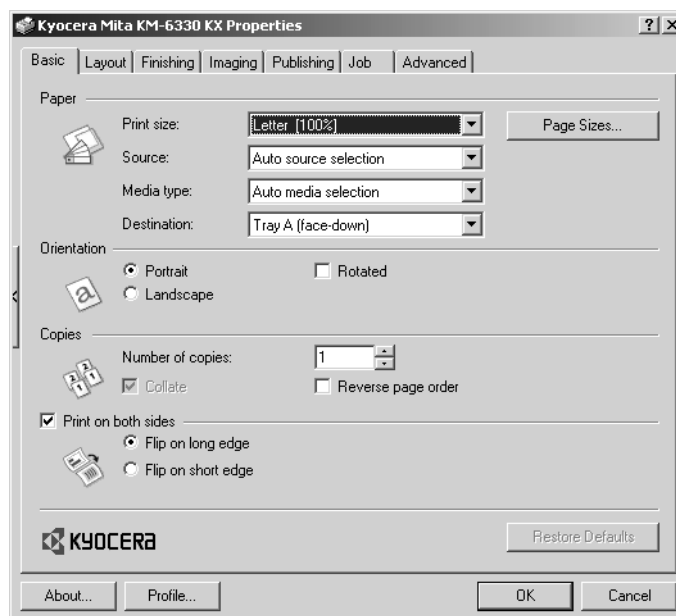 Kyocera Mita KM-6330 KX Properties
Basic Layout Finishing Imaging Publishing Job Advanced
Paper
Print size: Letter [100%] Page Sizes...
Source: Auto source selection
Media type: Auto media selection
Destination: Tray A (face-down)
Orientation
Portrait Rotated
a Landscape
Copies
Number of copies: 1
Collate Reverse page order
Print on both sides
Flip on long edge
Flip on short edge
KYOCERA Restore Defaults
About... Profile... OK Cancel